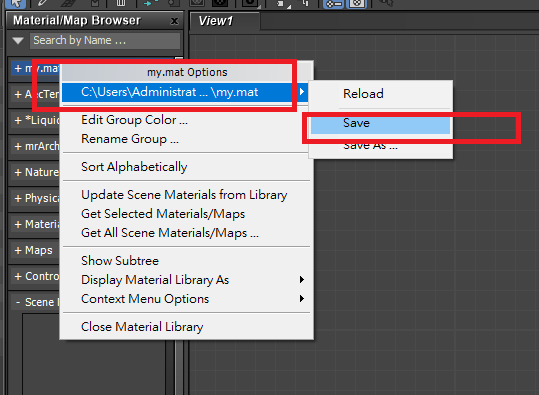 Material/Map Browser
View1
Search by Name ...
+ my.mat
my.mat Options
C:\Users\Administrat ... \my.mat
Reload
Save
Save As ...
Edit Group Color ...
Rename Group ...
Sort Alphabetically
Update Scene Materials from Library
Get Selected Materials/Maps
Get All Scene Materials/Maps ...
Show Subtree
Display Material Library As
Context Menu Options
Close Material Library
+ *Liquid
+ mrArch
+ Nature
+ Physica
+ Materia
+ Maps
+ Contro
- Scene